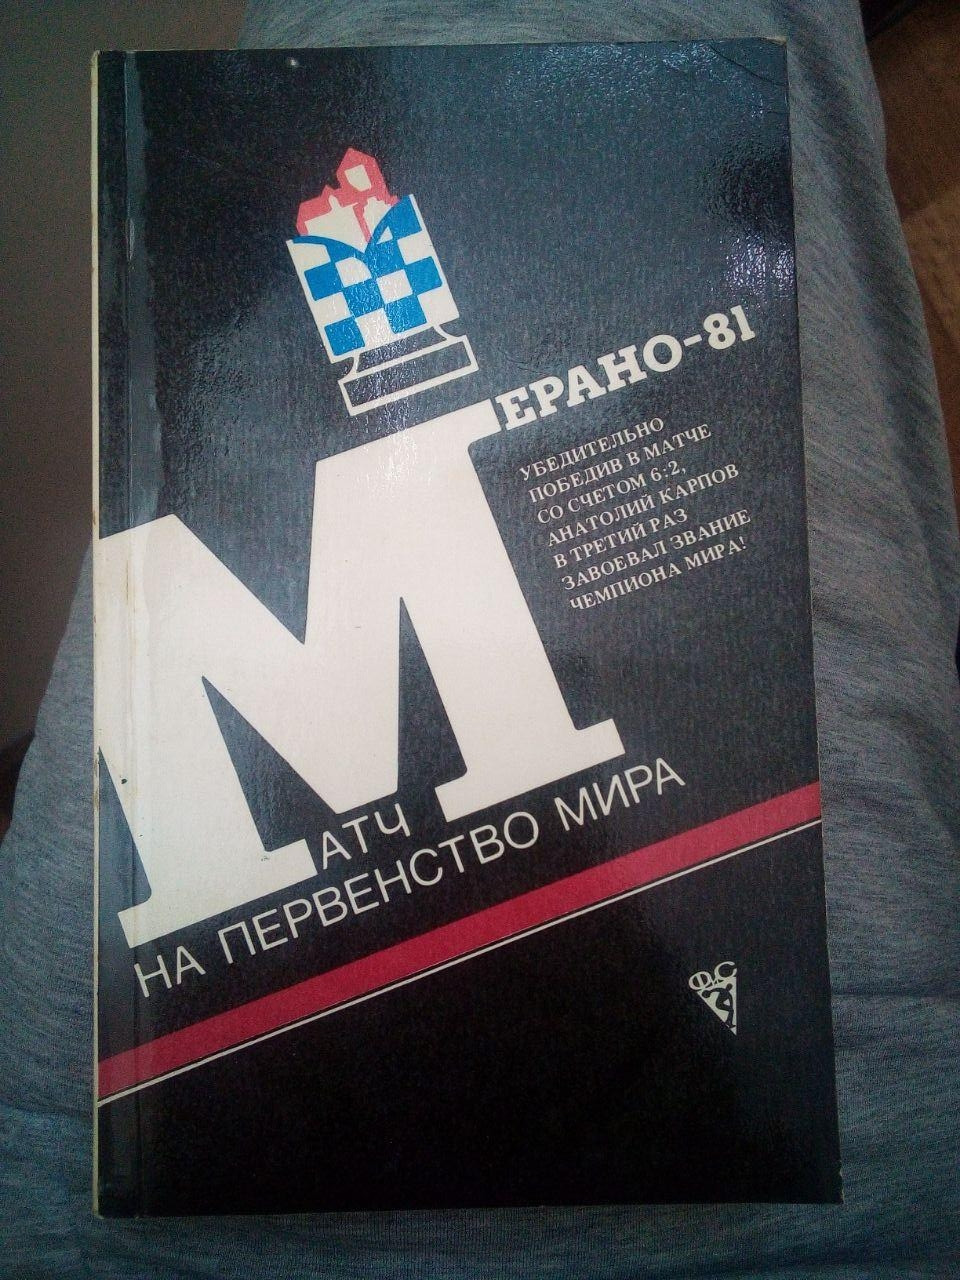 МЕРАНО-81
УБЕДИТЕЛЬНО
ПОБЕДИВ В МАТЧЕ
СО СЧЕТОМ 6:2,
АНАТОЛИЙ КАРПОВ
В ТРЕТИЙ РАЗ
ЗАВОЕВАЛ ЗВАНИЕ
ЧЕМПИОНА МИРА!
МАТЧ
НА ПЕРВЕНСТВО МИРА
ФиС